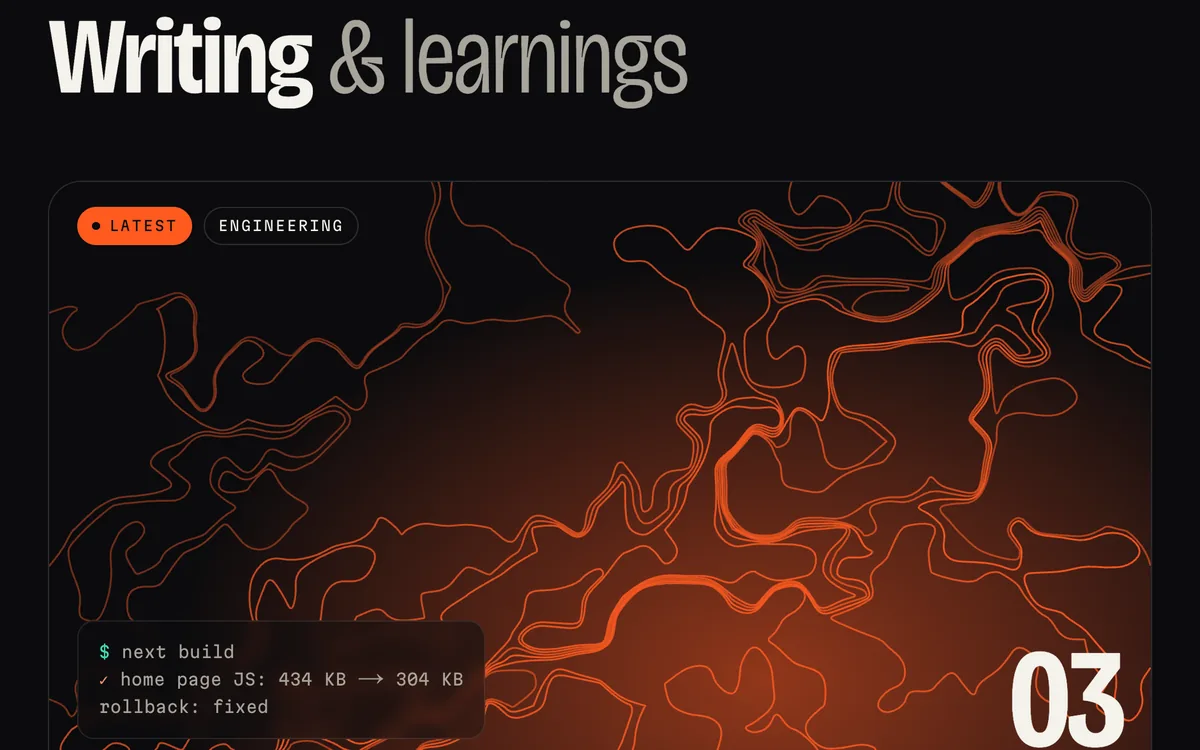 Writing & learnings
• LATEST
ENGINEERING
$ next build
✓ home page JS: 434 KB ⟶ 304 KB
rollback: fixed
03